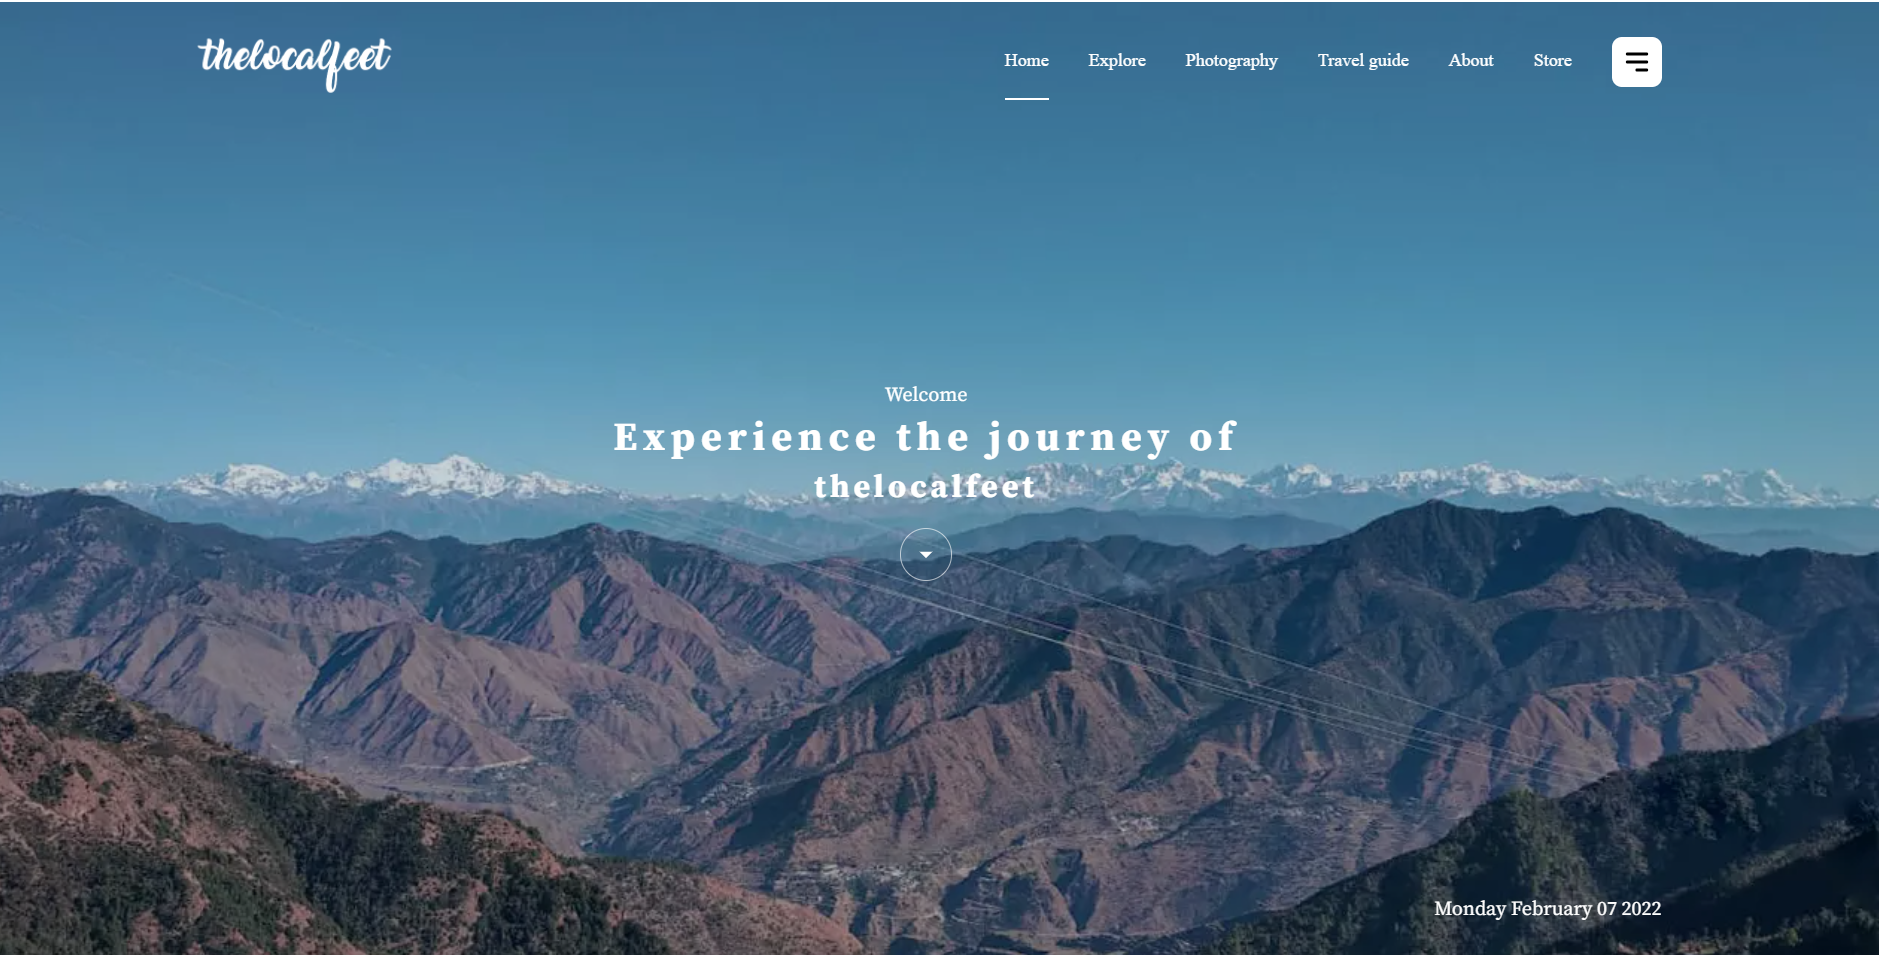 thelocalfeet
Home Explore Photography Travel guide About Store
Welcome
Experience the journey of
thelocalfeet
Monday February 07 2022